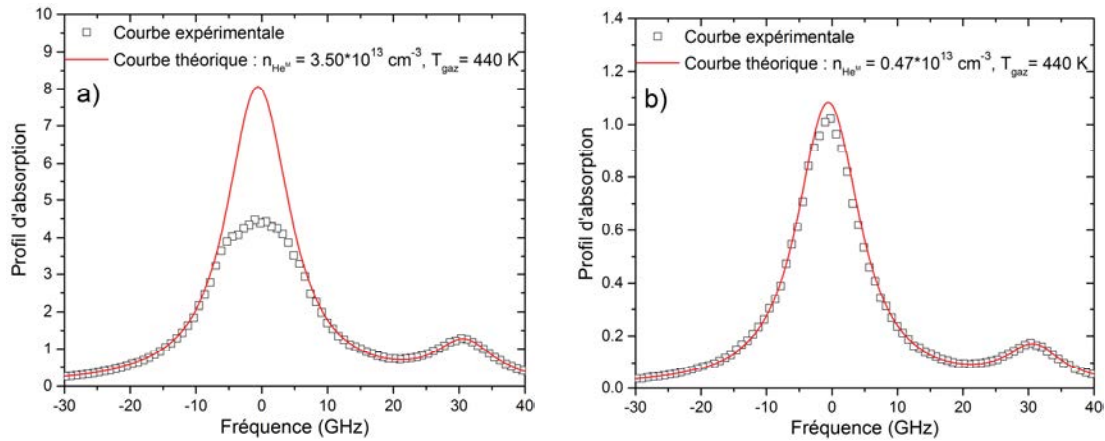 a)
Courbe expérimentale
Courbe théorique : n_He^M = 3.50*10^13 cm^-3, T_gaz = 440 K
Profil d'absorption
10
9
8
7
6
5
4
3
2
1
0
-30 -20 -10 0 10 20 30 40
Fréquence (GHz)
b)
Courbe expérimentale
Courbe théorique : n_He^M = 0.47*10^13 cm^-3, T_gaz = 440 K
Profil d'absorption
1.4
1.2
1.0
0.8
0.6
0.4
0.2
0.0
-30 -20 -10 0 10 20 30 40
Fréquence (GHz)